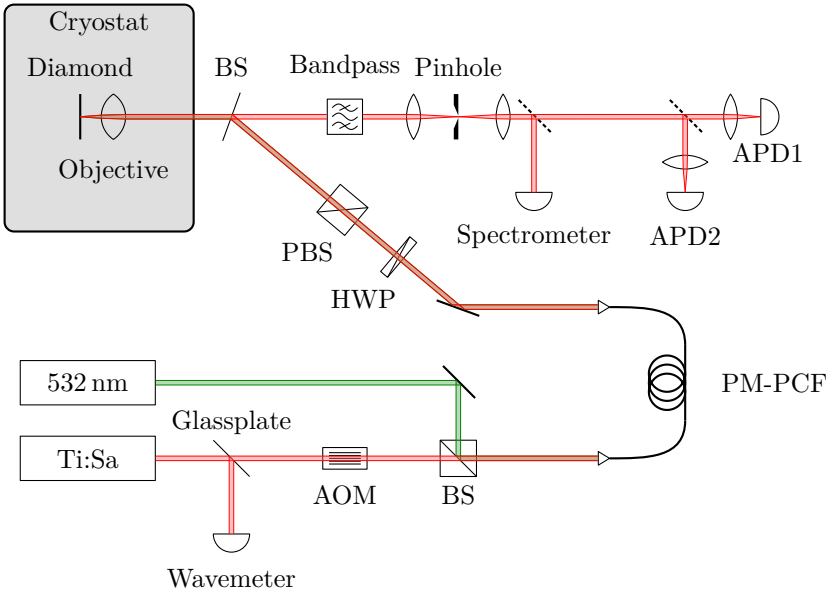 Cryostat
Diamond
BS
Bandpass
Pinhole
Objective
APD1
PBS
Spectrometer
APD2
HWP
532 nm
PM-PCF
Glassplate
Ti:Sa
AOM
BS
Wavemeter